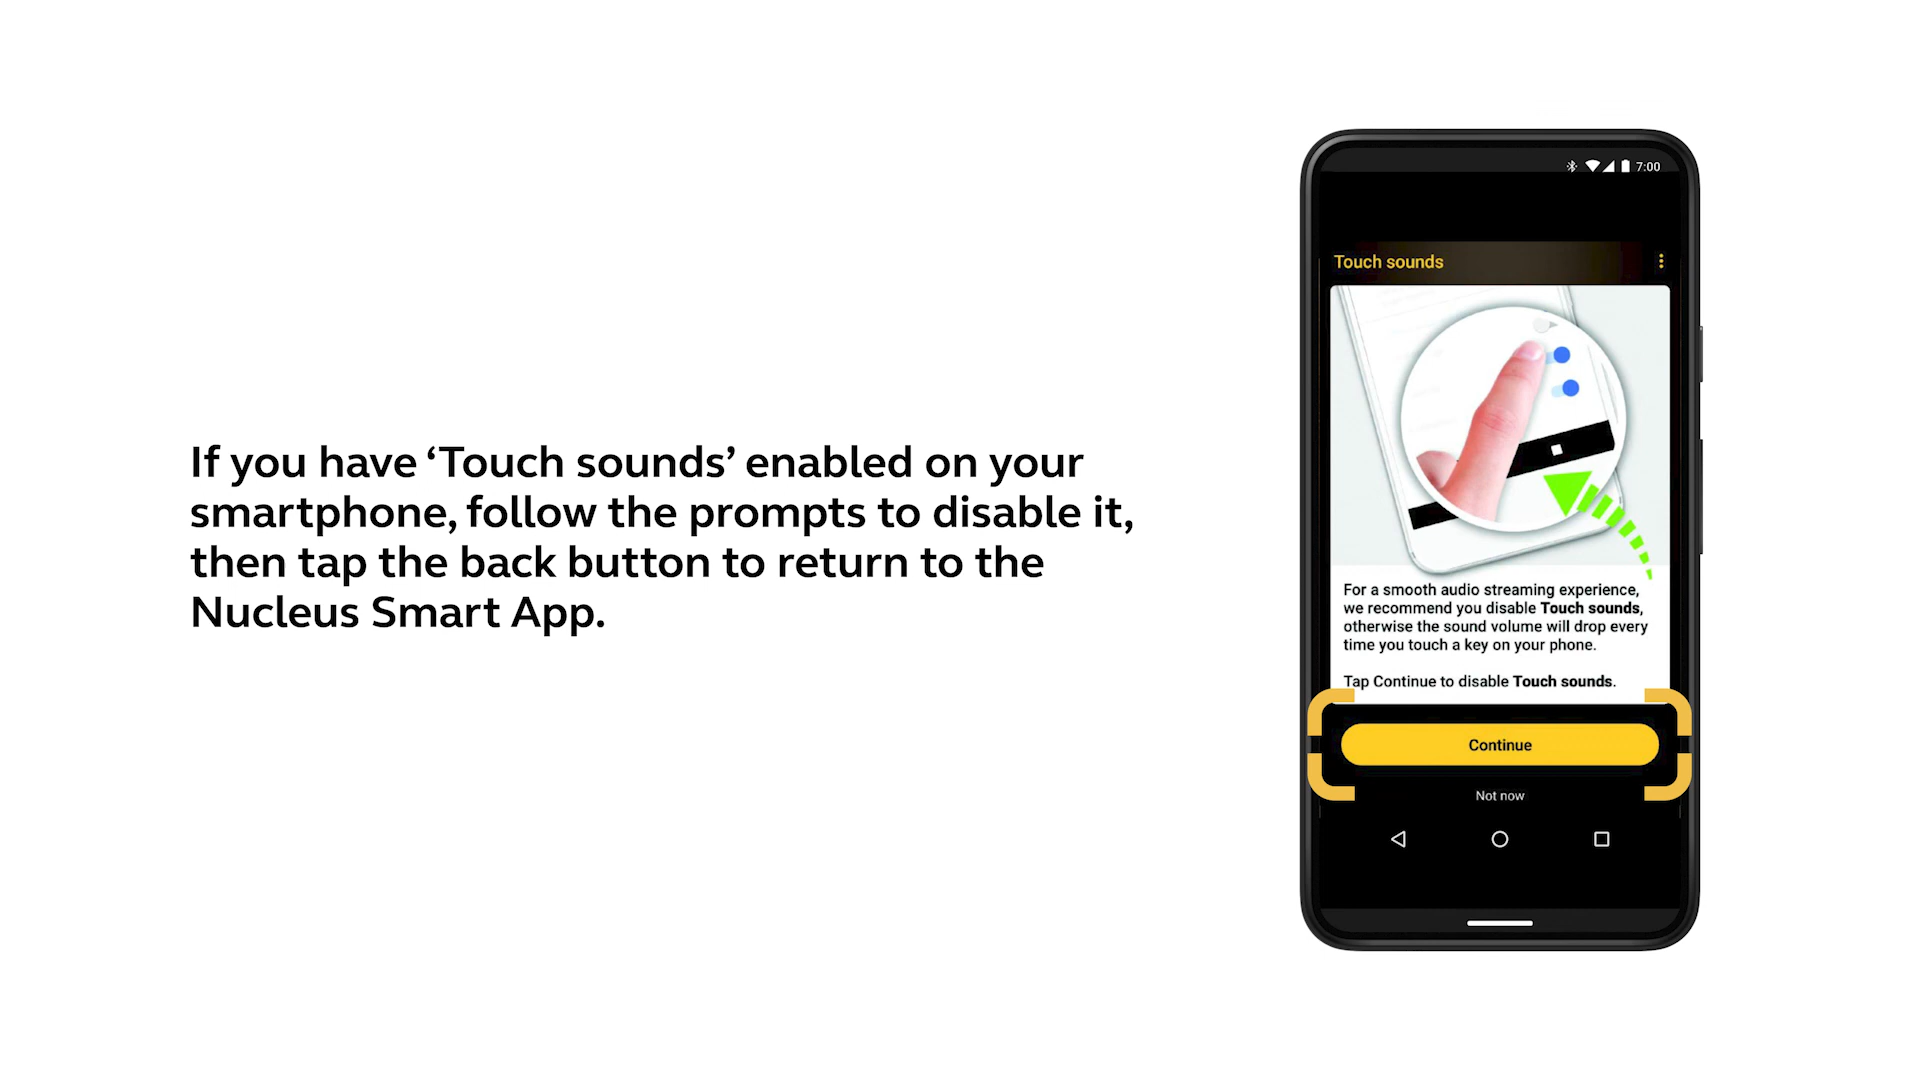 If you have ‘Touch sounds’ enabled on your
smartphone, follow the prompts to disable it,
then tap the back button to return to the
Nucleus Smart App.
7:00
Touch sounds
For a smooth audio streaming experience,
we recommend you disable Touch sounds,
otherwise the sound volume will drop every
time you touch a key on your phone.
Tap Continue to disable Touch sounds.
Continue
Not now